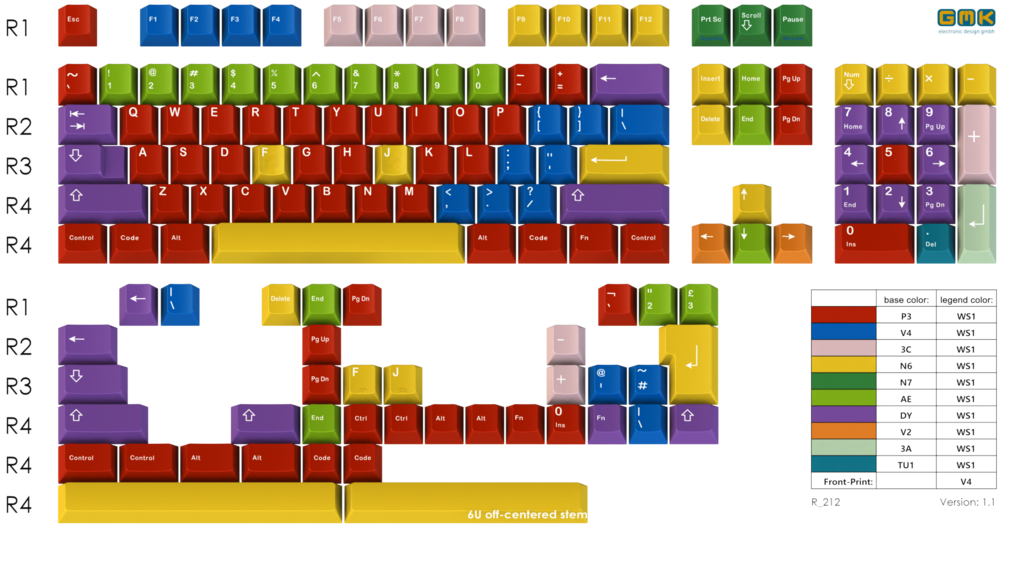 R1 Esc F1 F2 F3 F4 F5 F6 F7 F8 F9 F10 F11 F12 Prt Sc Scroll Pause
GMK
electronic design gmbh
R1 ~ ` ! 1 @ 2 # 3 $ 4 % 5 ^ 6 & 7 * 8 ( 9 ) 0 _ - + = ← Insert Home Pg Up Num ÷ × −
R2 Q W E R T Y U I O P { [ } ] | \ Delete End Pg Dn 7 Home 8 ↑ 9 Pg Up +
R3 A S D F G H J K L : ; " ' 4 ← 5 6 →
R4 ⇧ Z X C V B N M < , > . ? / ⇧ ↑ 1 End 2 ↓ 3 Pg Dn
R4 Control Code Alt Alt Code Fn Control ← ↓ → 0 Ins . Del
R1 ← | \ Delete End Pg Dn ¬ ` " 2 £ 3
R2 ← Pg Up −
R3 Pg Dn F J + @ ' ~ #
R4 ⇧ ⇧ End Ctrl Ctrl Alt Alt Fn 0 Ins Fn | \ ⇧
R4 Control Control Alt Alt Code Code
R4 6U off-centered stem
base color: legend color:
P3 WS1
V4 WS1
3C WS1
N6 WS1
N7 WS1
AE WS1
DY WS1
V2 WS1
3A WS1
TU1 WS1
Front-Print: V4
R_212 Version: 1.1